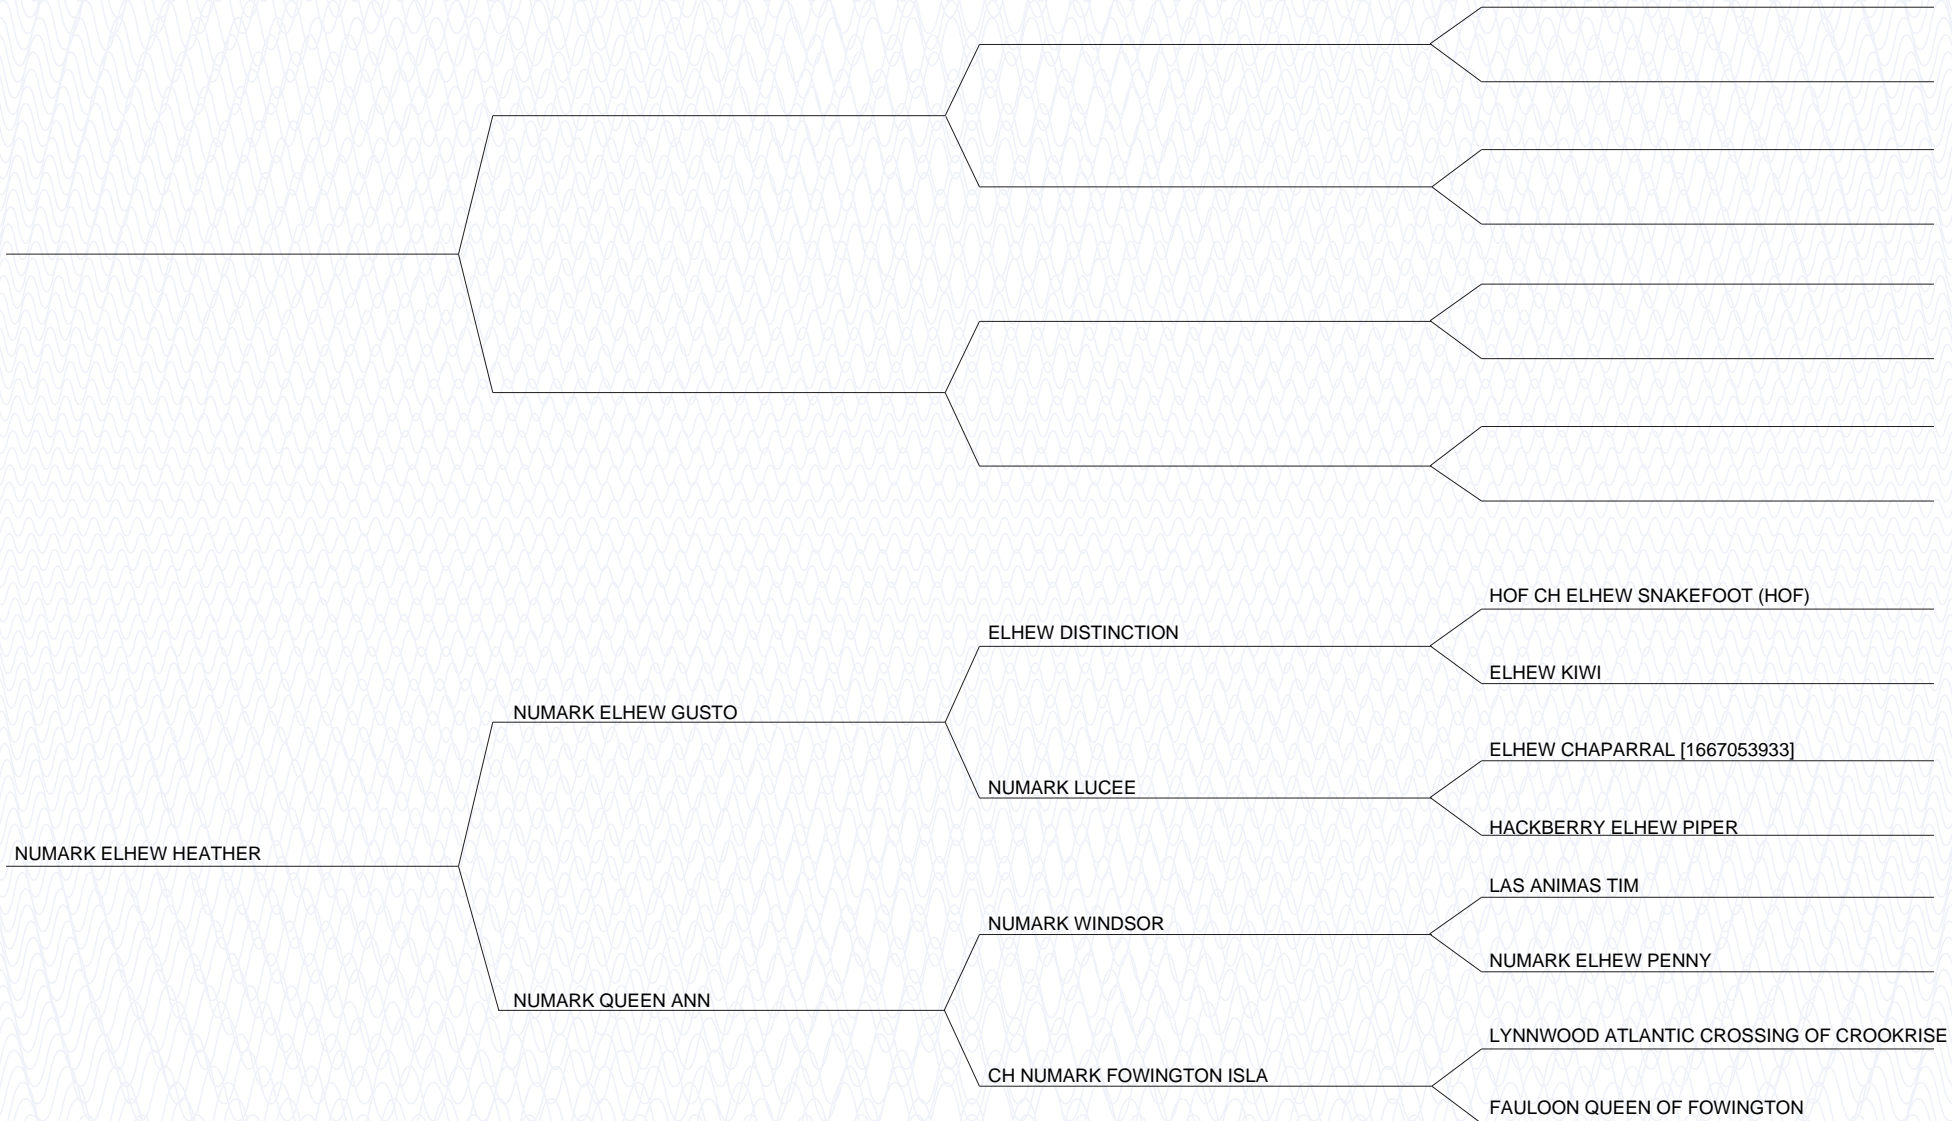 HOF CH ELHEW SNAKEFOOT (HOF)
ELHEW DISTINCTION
ELHEW KIWI
NUMARK ELHEW GUSTO
ELHEW CHAPARRAL [1667053933]
NUMARK LUCEE
HACKBERRY ELHEW PIPER
NUMARK ELHEW HEATHER
LAS ANIMAS TIM
NUMARK WINDSOR
NUMARK ELHEW PENNY
NUMARK QUEEN ANN
LYNNWOOD ATLANTIC CROSSING OF CROOKRISE
CH NUMARK FOWINGTON ISLA
FAULOON QUEEN OF FOWINGTON